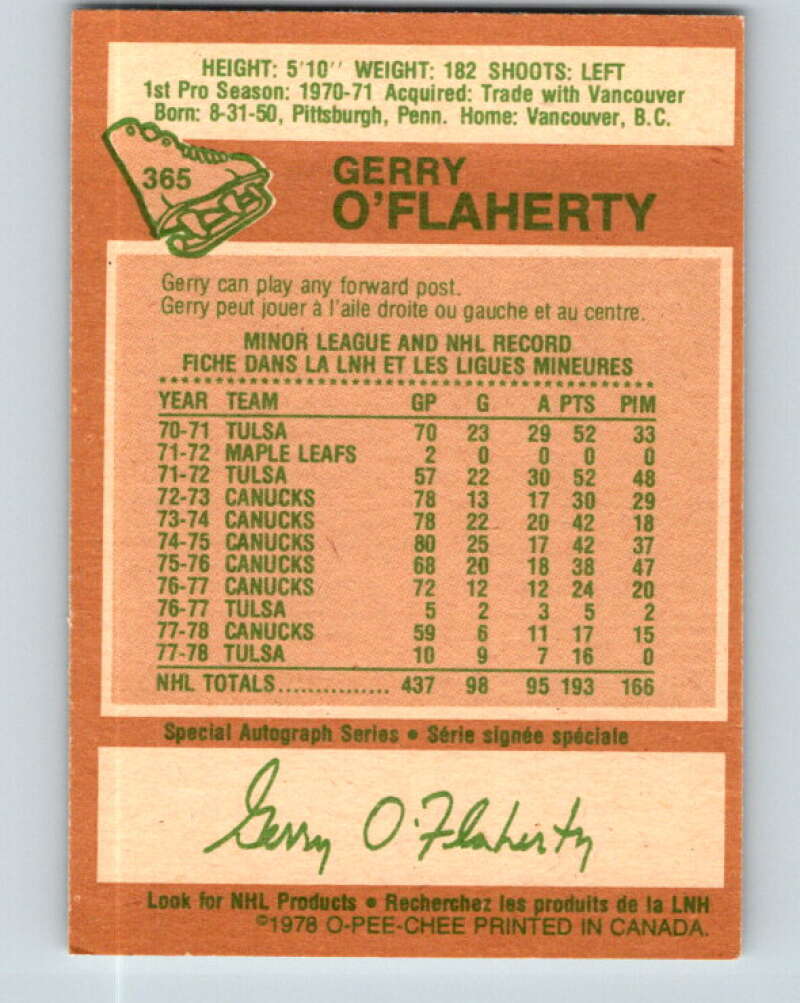 HEIGHT: 5'10" WEIGHT: 182 SHOOTS: LEFT
1st Pro Season: 1970-71 Acquired: Trade with Vancouver
Born: 8-31-50, Pittsburgh, Penn. Home: Vancouver, B.C.
365
GERRY
O'FLAHERTY
Gerry can play any forward post.
Gerry peut jouer à l'aile droite ou gauche et au centre.
MINOR LEAGUE AND NHL RECORD
FICHE DANS LA LNH ET LES LIGUES MINEURES
YEAR TEAM GP G A PTS PIM
70-71 TULSA 70 23 29 52 33
71-72 MAPLE LEAFS 2 0 0 0 0
71-72 TULSA 57 22 30 52 48
72-73 CANUCKS 78 13 17 30 29
73-74 CANUCKS 78 22 20 42 18
74-75 CANUCKS 80 25 17 42 37
75-76 CANUCKS 68 20 18 38 47
76-77 CANUCKS 72 12 12 24 20
76-77 TULSA 5 2 3 5 2
77-78 CANUCKS 59 6 11 17 15
77-78 TULSA 10 9 7 16 0
NHL TOTALS............... 437 98 95 193 166
Special Autograph Series • Série signée spéciale
Gerry O'Flaherty
Look for NHL Products • Recherchez les produits de la LNH
©1978 O-PEE-CHEE PRINTED IN CANADA.